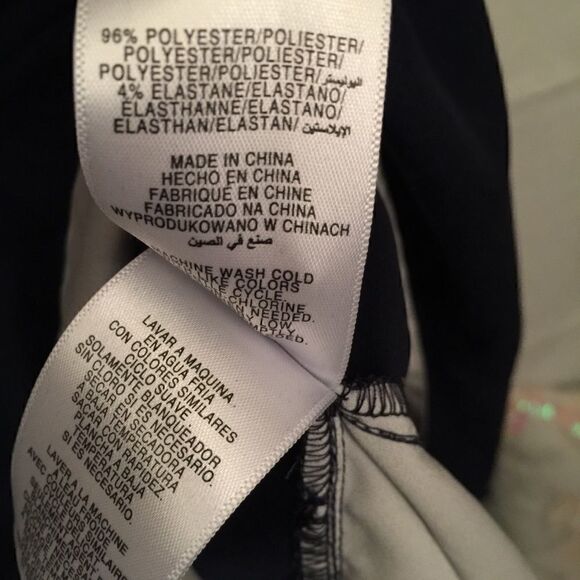 96% POLYESTER/POLIESTER/
POLYESTER/POLIESTER/
POLYESTER/POLIESTER/البوليستر
4% ELASTANE/ELASTANO/
ELASTHANNE/ELASTANO/
ELASTHAN/ELASTAN/الإيلاستين
MADE IN CHINA
HECHO EN CHINA
FABRIQUÉ EN CHINE
FABRICADO NA CHINA
WYPRODUKOWANO W CHINACH
صنع في الصين
MACHINE WASH COLD
LIKE COLORS
CYCLE
CHLORINE
NEEDED.
LOW
LAVAR A MAQUINA
EN AGUA FRIA
CON COLORES SIMILARES
CICLO SUAVE
SOLAMENTE BLANQUEADOR
SIN CLORO SI ES NECESARIO
SECAR EN SECADORA
A BAJA TEMPERATURA
SACAR CON RAPIDEZ
PLANCHAR
A BAJA TEMPERATURA
SI ES NECESARIO.
LAVER À LA MACHINE
AVEC